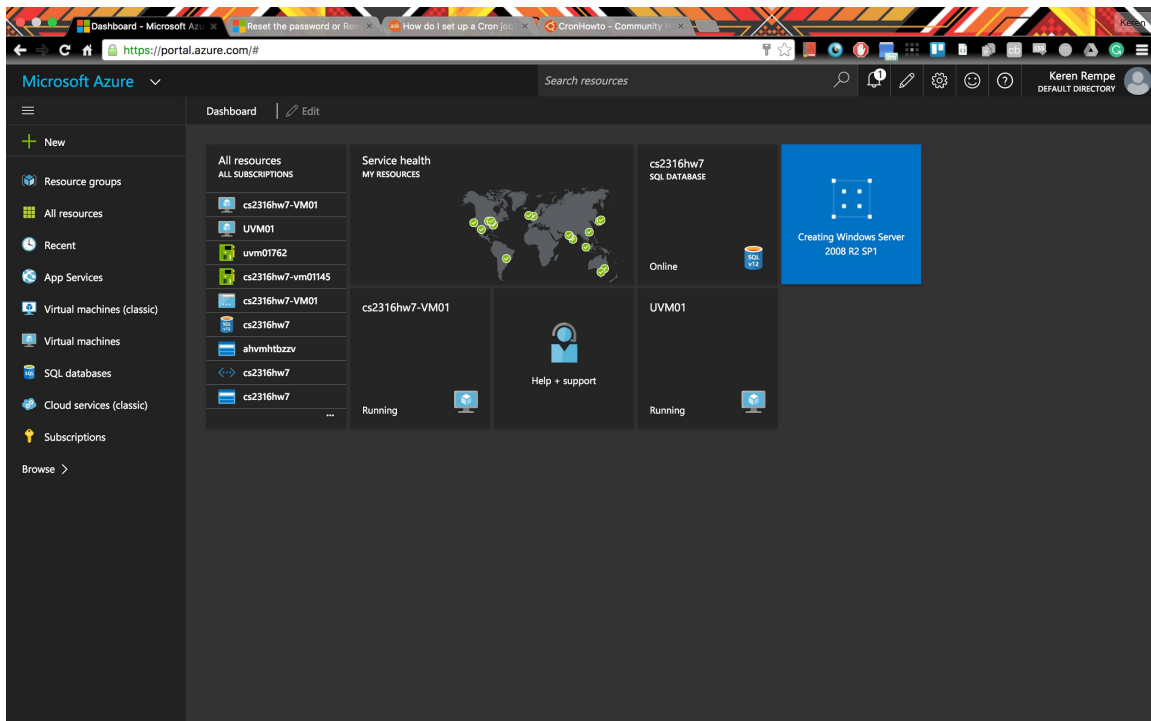 Dashboard - Microsoft Azu
Reset the password or Rem
How do I set up a Cron job
CronHowto - Community H
Keren
https://portal.azure.com/#
Microsoft Azure
Search resources
1
Keren Rempe
DEFAULT DIRECTORY
Dashboard
Edit
New
Resource groups
All resources
Recent
App Services
Virtual machines (classic)
Virtual machines
SQL databases
Cloud services (classic)
Subscriptions
Browse >
All resources
ALL SUBSCRIPTIONS
cs2316hw7-VM01
UVM01
uvm01762
cs2316hw7-vm01145
cs2316hw7-VM01
cs2316hw7
ahvmhtbzzv
cs2316hw7
cs2316hw7
...
Service health
MY RESOURCES
cs2316hw7
SQL DATABASE
Online
SQL
v12
Creating Windows Server
2008 R2 SP1
cs2316hw7-VM01
Running
Help + support
UVM01
Running